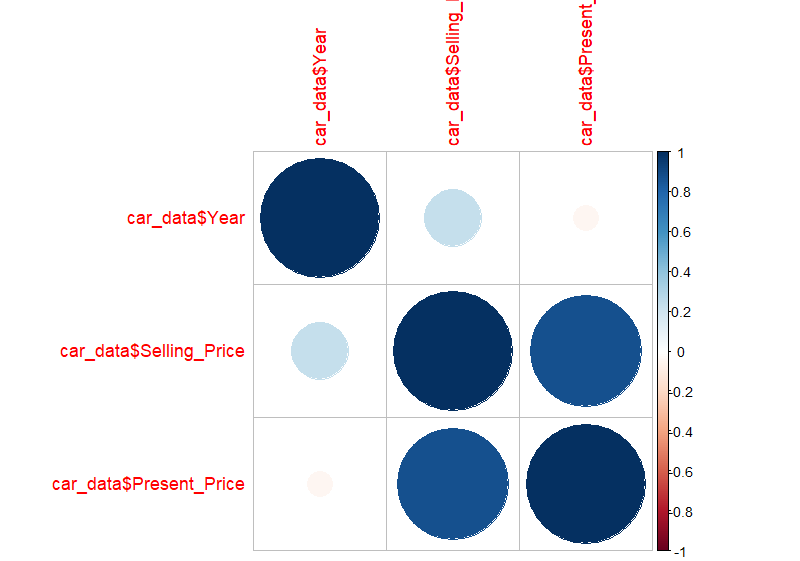 car_data$Year
car_data$Selling_
car_data$Present_
car_data$Year
car_data$Selling_Price
car_data$Present_Price
1
0.8
0.6
0.4
0.2
0
-0.2
-0.4
-0.6
-0.8
-1